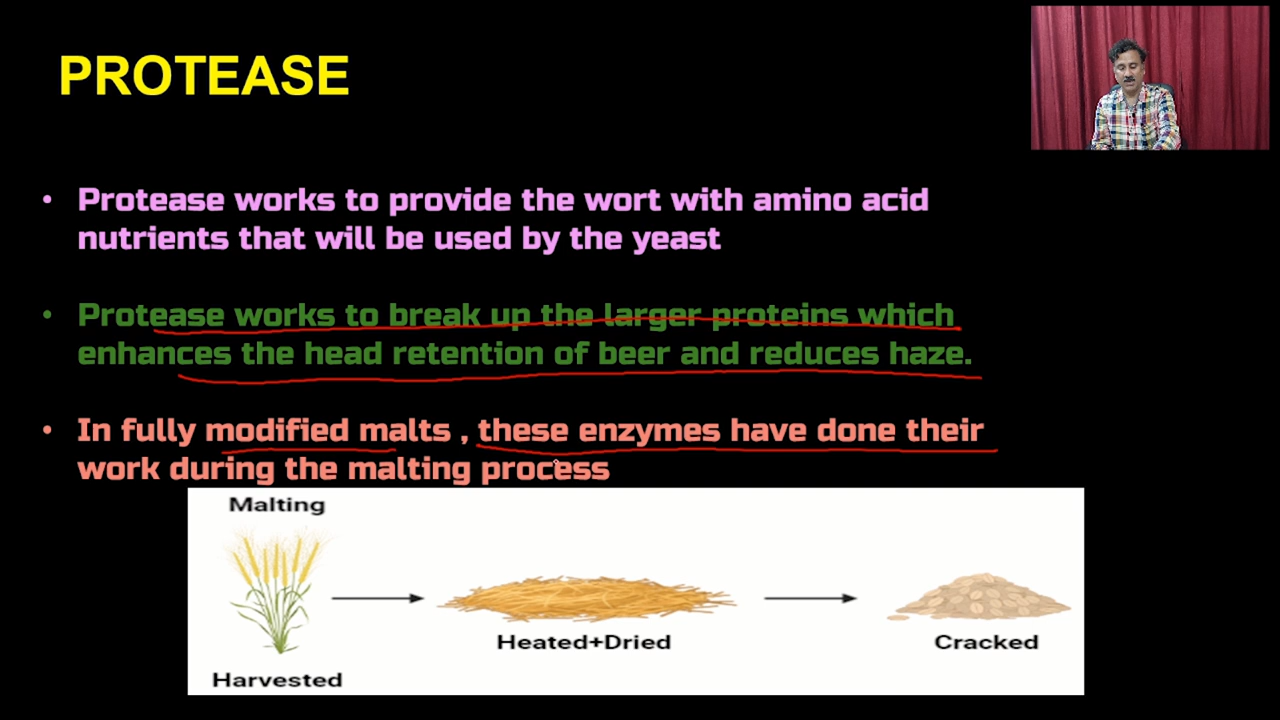 PROTEASE
• Protease works to provide the wort with amino acid
nutrients that will be used by the yeast
• Protease works to break up the larger proteins which
enhances the head retention of beer and reduces haze.
• In fully modified malts , these enzymes have done their
work during the malting process
Malting
Heated+Dried
Cracked
Harvested